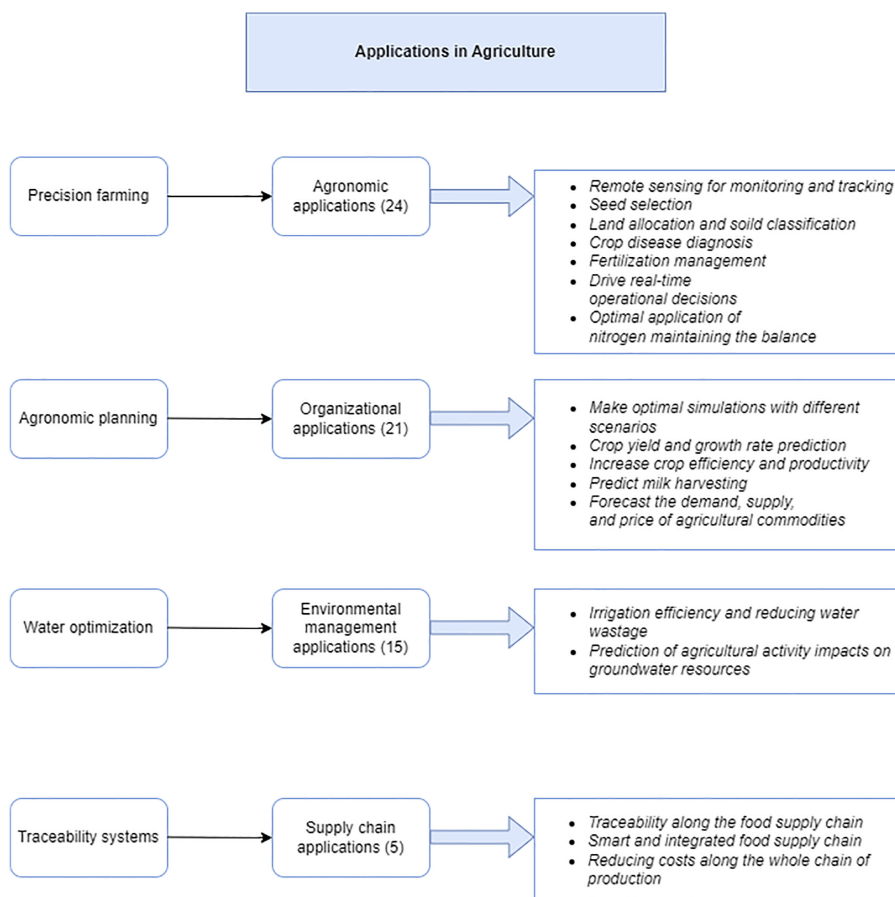 Applications in Agriculture
Precision farming
Agronomic
applications (24)
• Remote sensing for monitoring and tracking
• Seed selection
• Land allocation and soild classification
• Crop disease diagnosis
• Fertilization management
• Drive real-time
operational decisions
• Optimal application of
nitrogen maintaining the balance
Agronomic planning
Organizational
applications (21)
• Make optimal simulations with different
scenarios
• Crop yield and growth rate prediction
• Increase crop efficiency and productivity
• Predict milk harvesting
• Forecast the demand, supply,
and price of agricultural commodities
Water optimization
Environmental
management
applications (15)
• Irrigation efficiency and reducing water
wastage
• Prediction of agricultural activity impacts on
groundwater resources
Traceability systems
Supply chain
applications (5)
• Traceability along the food supply chain
• Smart and integrated food supply chain
• Reducing costs along the whole chain of
production